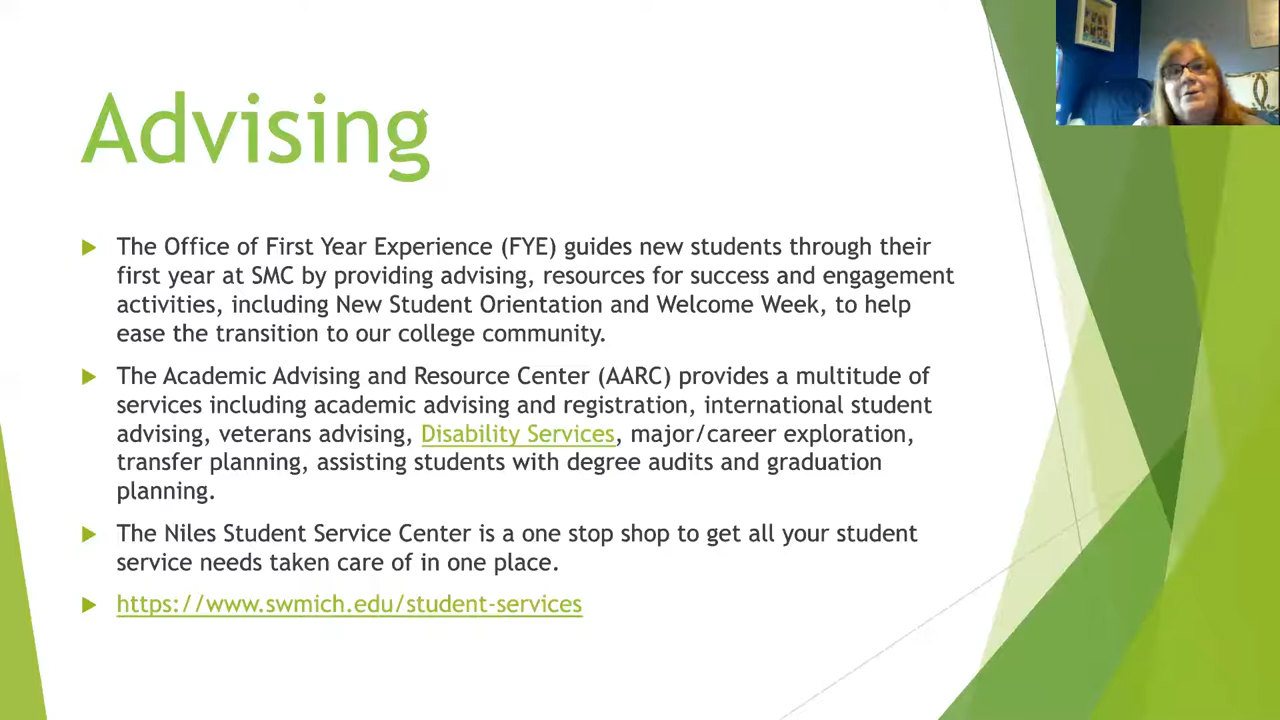 Advising
The Office of First Year Experience (FYE) guides new students through their
first year at SMC by providing advising, resources for success and engagement
activities, including New Student Orientation and Welcome Week, to help
ease the transition to our college community.
The Academic Advising and Resource Center (AARC) provides a multitude of
services including academic advising and registration, international student
advising, veterans advising, Disability Services, major/career exploration,
transfer planning, assisting students with degree audits and graduation
planning.
The Niles Student Service Center is a one stop shop to get all your student
service needs taken care of in one place.
https://www.swmich.edu/student-services